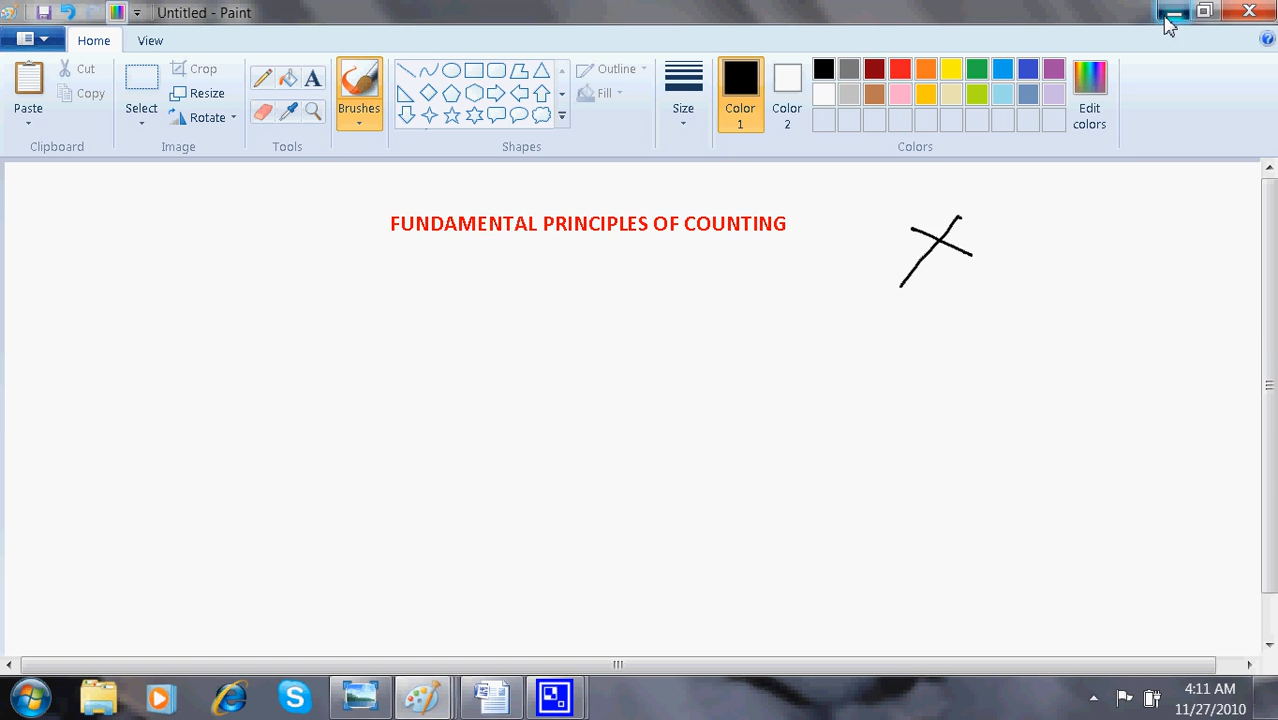 Untitled - Paint
Home View
Paste
Cut
Copy
Clipboard
Select
Crop
Resize
Rotate
Image
A
Tools
Brushes
Shapes
Outline
Fill
Size
Color 1
Color 2
Edit colors
Colors
FUNDAMENTAL PRINCIPLES OF COUNTING
4:11 AM
11/27/2010